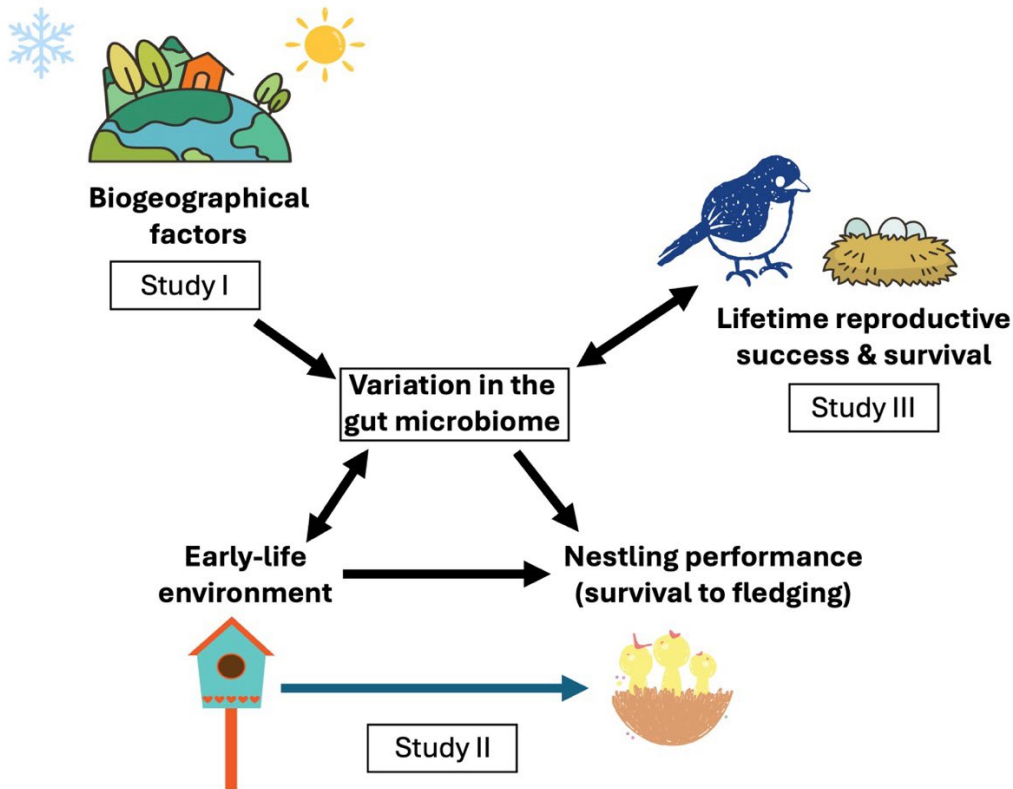 Biogeographical
factors
Study I
Lifetime reproductive
success & survival
Study III
Variation in the
gut microbiome
Early-life
environment
Nestling performance
(survival to fledging)
Study II